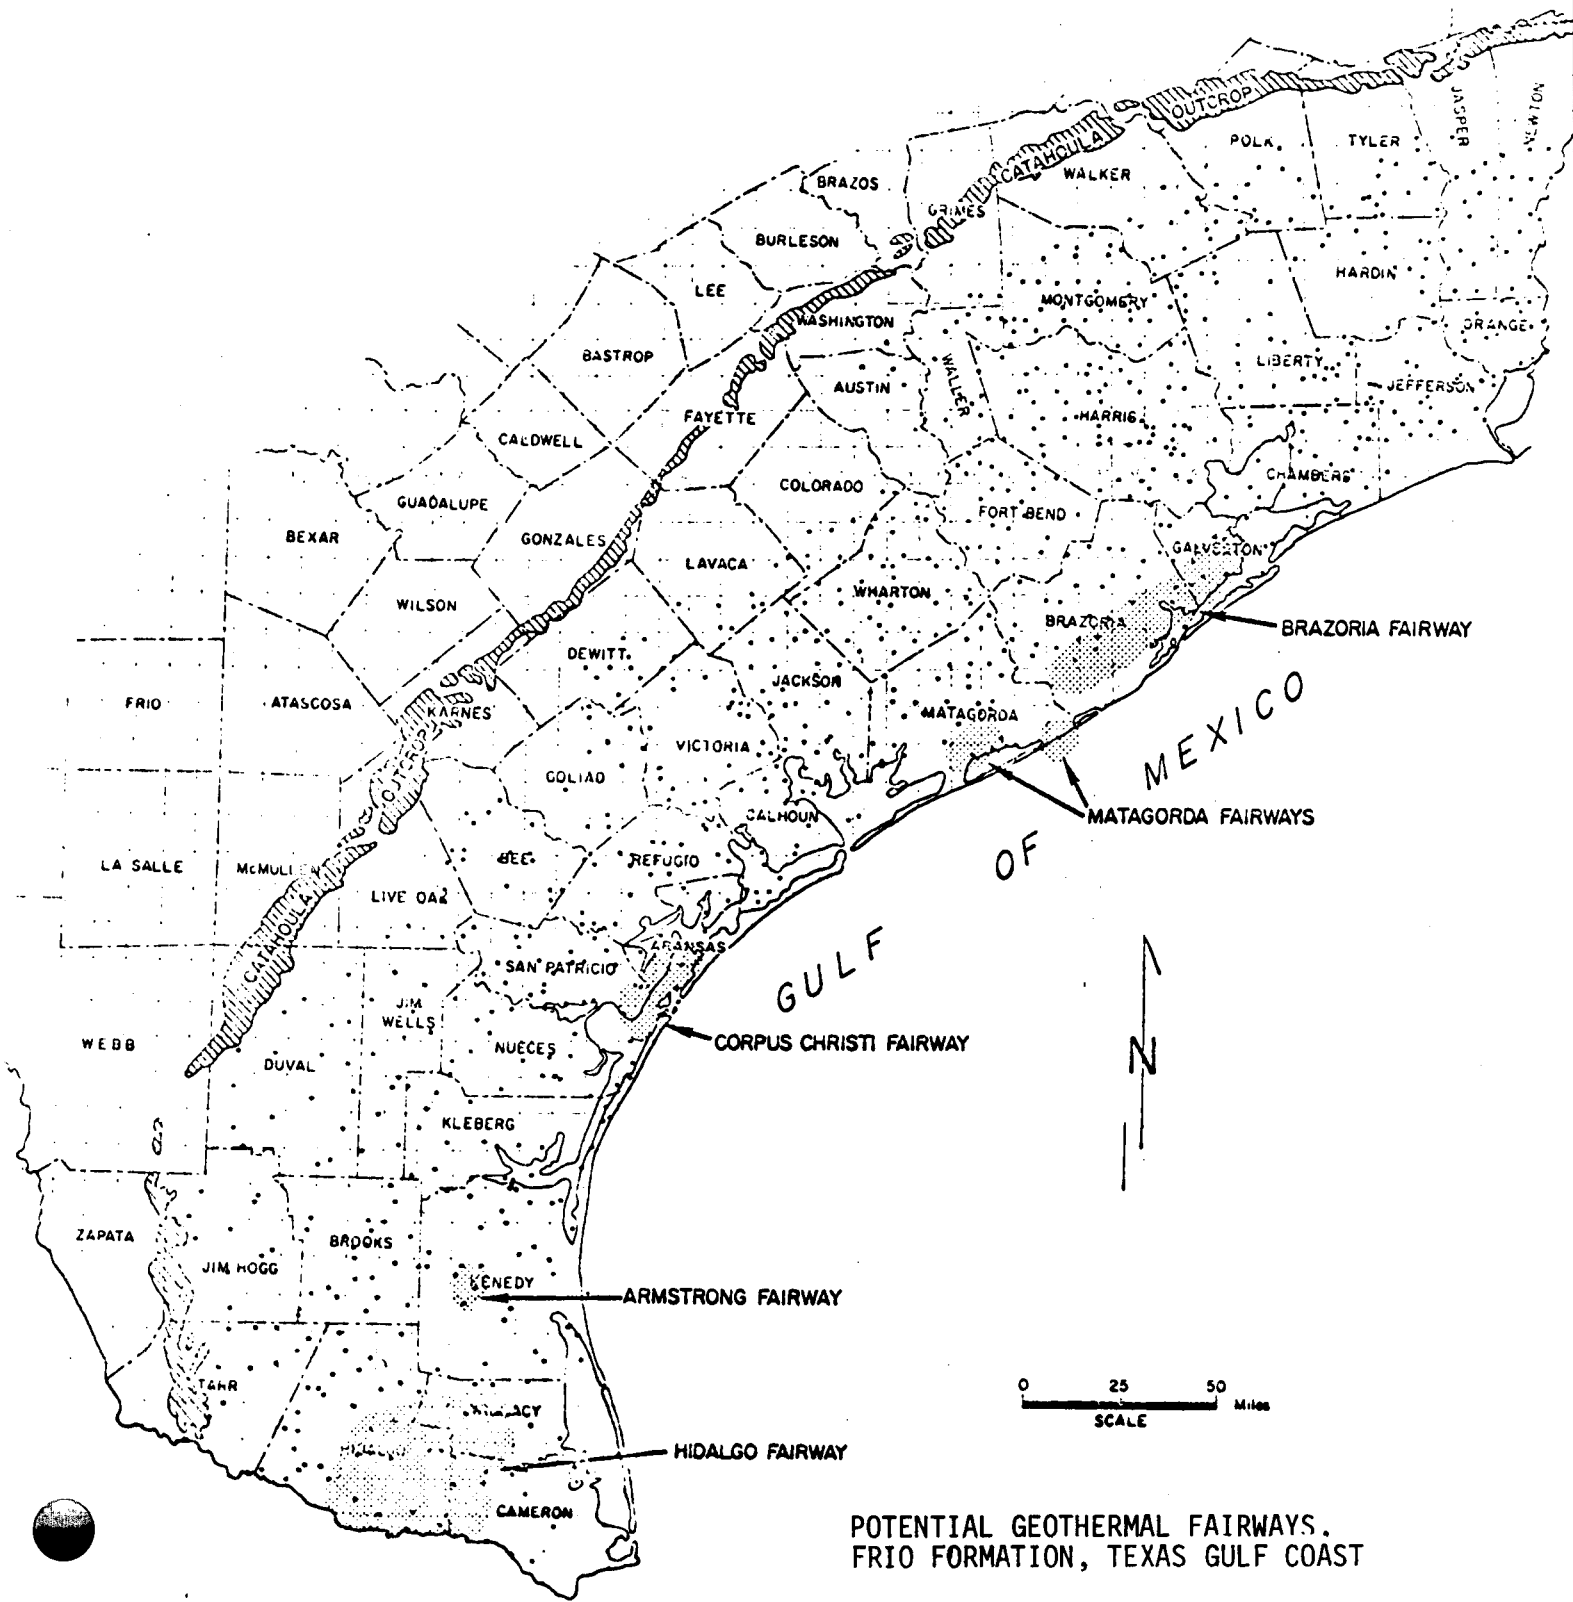 JASPER
NEWTON
OUTCROP
POLK
TYLER
CATAHOULA
WALKER
BRAZOS
GRIMES
BURLESON
HARDIN
LEE
MONTGOMERY
WASHINGTON
ORANGE
BASTROP
LIBERTY
WALLER
AUSTIN
JEFFERSON
FAYETTE
HARRIS
CALDWELL
CHAMBERS
COLORADO
GUADALUPE
FORT BEND
BEXAR
GONZALES
GALVESTON
LAVACA
WHARTON
WILSON
BRAZORIA
BRAZORIA FAIRWAY
DEWITT
JACKSON
FRIO
ATASCOSA
KARNES
MATAGORDA
VICTORIA
GULF OF MEXICO
OUTCROP
GOLIAD
CALHOUN
MATAGORDA FAIRWAYS
LA SALLE
McMULLEN
BEE
REFUGIO
LIVE OAK
CATAHOULA
ARANSAS
SAN PATRICIO
JIM
WELLS
WEBB
NUECES
CORPUS CHRISTI FAIRWAY
DUVAL
N
KLEBERG
ZAPATA
BROOKS
JIM HOGG
KENEDY
ARMSTRONG FAIRWAY
0 25 50 Miles
SCALE
HIDALGO
HIDALGO FAIRWAY
CAMERON
POTENTIAL GEOTHERMAL FAIRWAYS.
FRIO FORMATION, TEXAS GULF COAST